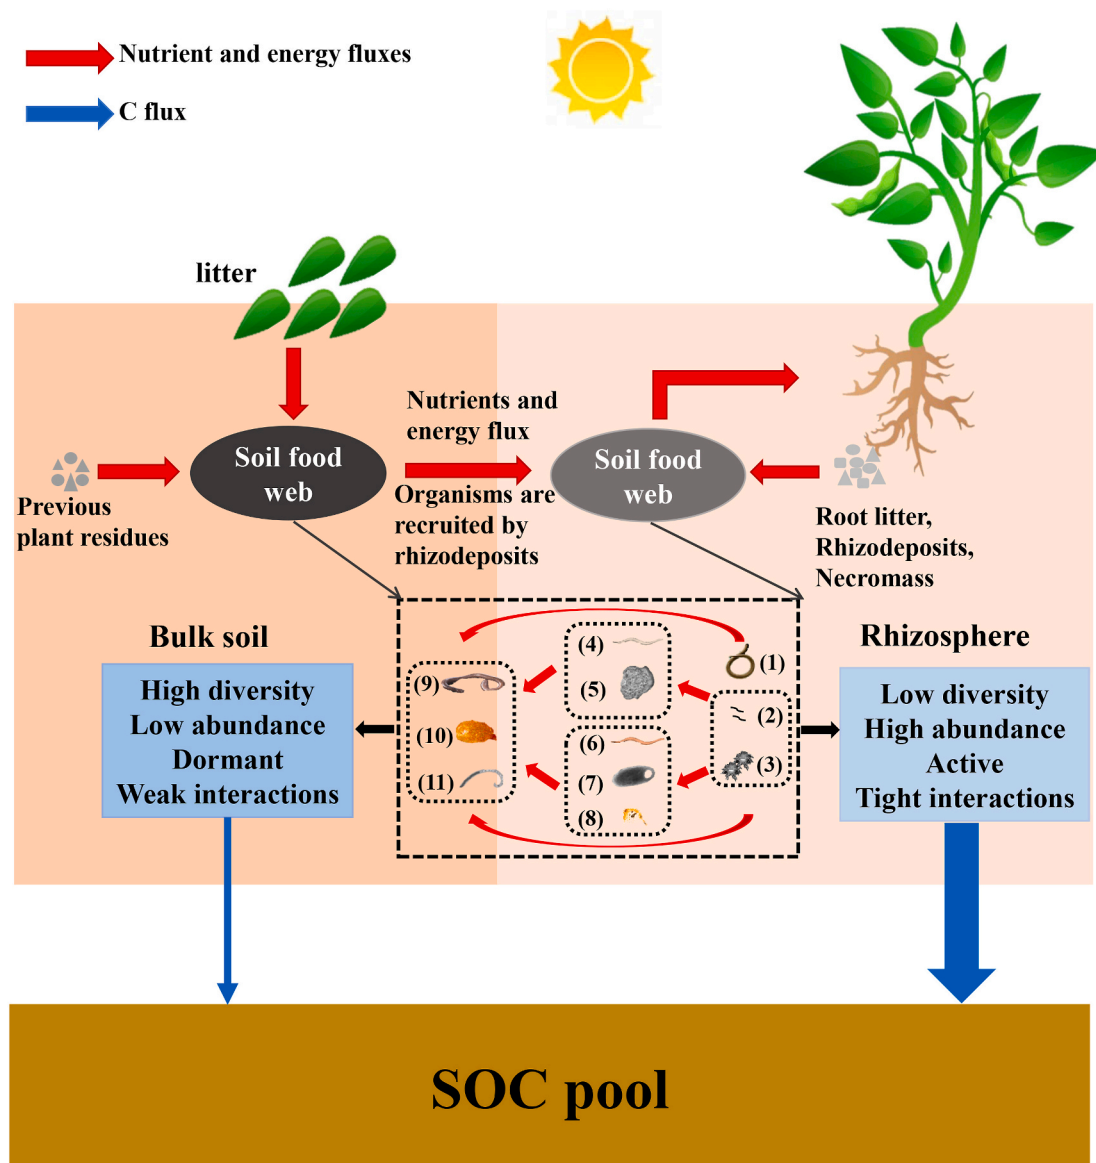 Nutrient and energy fluxes
C flux
litter
Nutrients and
energy flux
Soil food
web
Soil food
web
Previous
plant residues
Organisms are
recruited by
rhizodeposits
Root litter,
Rhizodeposits,
Necromass
Bulk soil
Rhizosphere
High diversity
Low abundance
Dormant
Weak interactions
(1)
(2)
(3)
(4)
(5)
(6)
(7)
(8)
(9)
(10)
(11)
Low diversity
High abundance
Active
Tight interactions
SOC pool